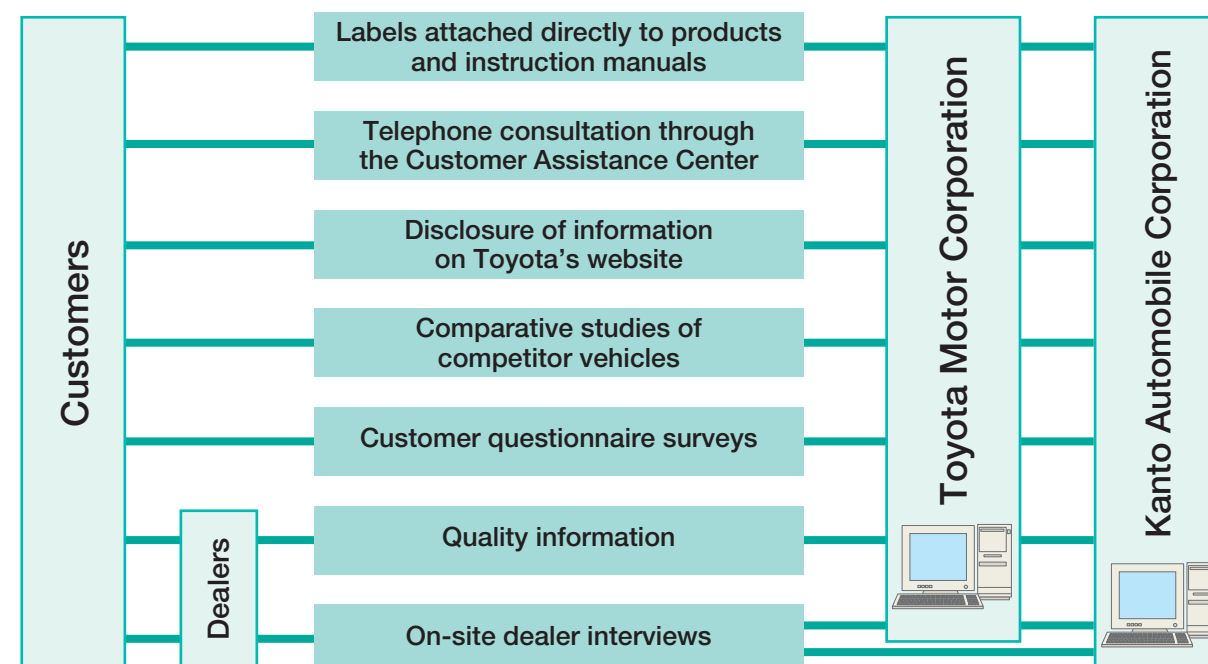 Customers
Dealers
Labels attached directly to products
and instruction manuals
Telephone consultation through
the Customer Assistance Center
Disclosure of information
on Toyota’s website
Comparative studies of
competitor vehicles
Customer questionnaire surveys
Quality information
On-site dealer interviews
Toyota Motor Corporation
Kanto Automobile Corporation